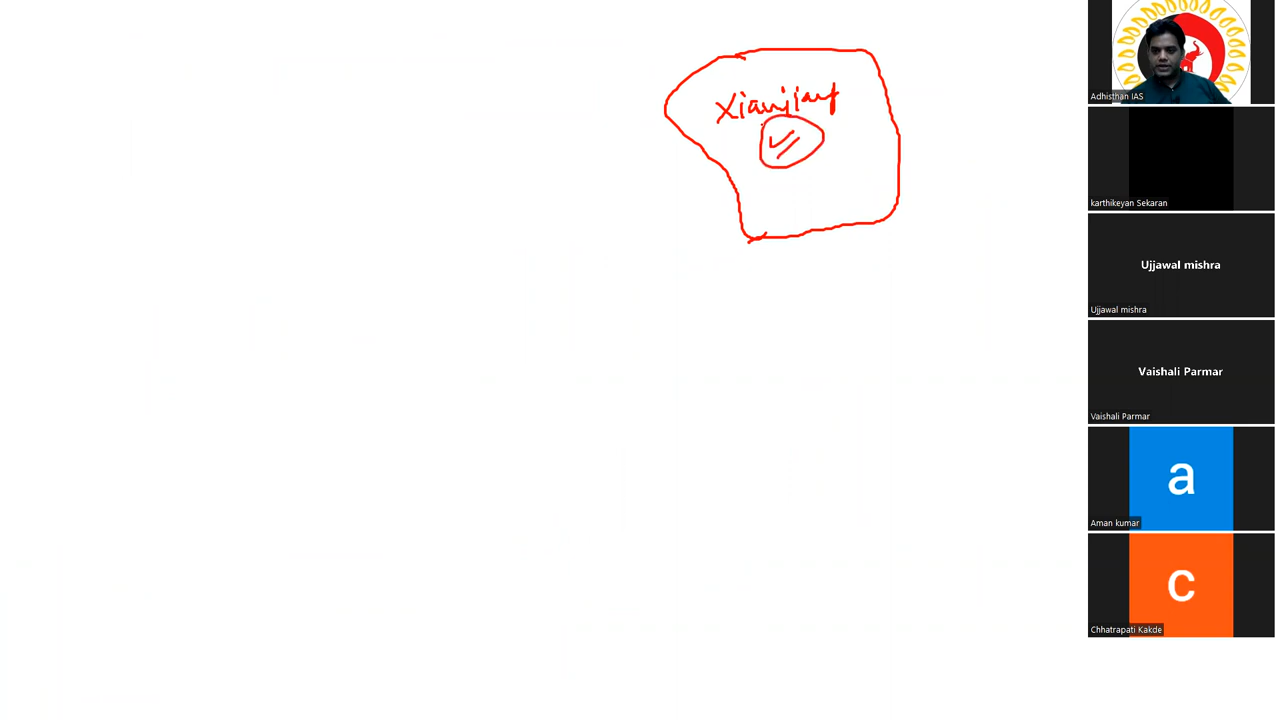 Xianjiang
Adhisthan IAS
karthikeyan Sekaran
Ujjawal mishra
Ujjawal mishra
Vaishali Parmar
Vaishali Parmar
a
Aman kumar
c
Chhatrapati Kakde